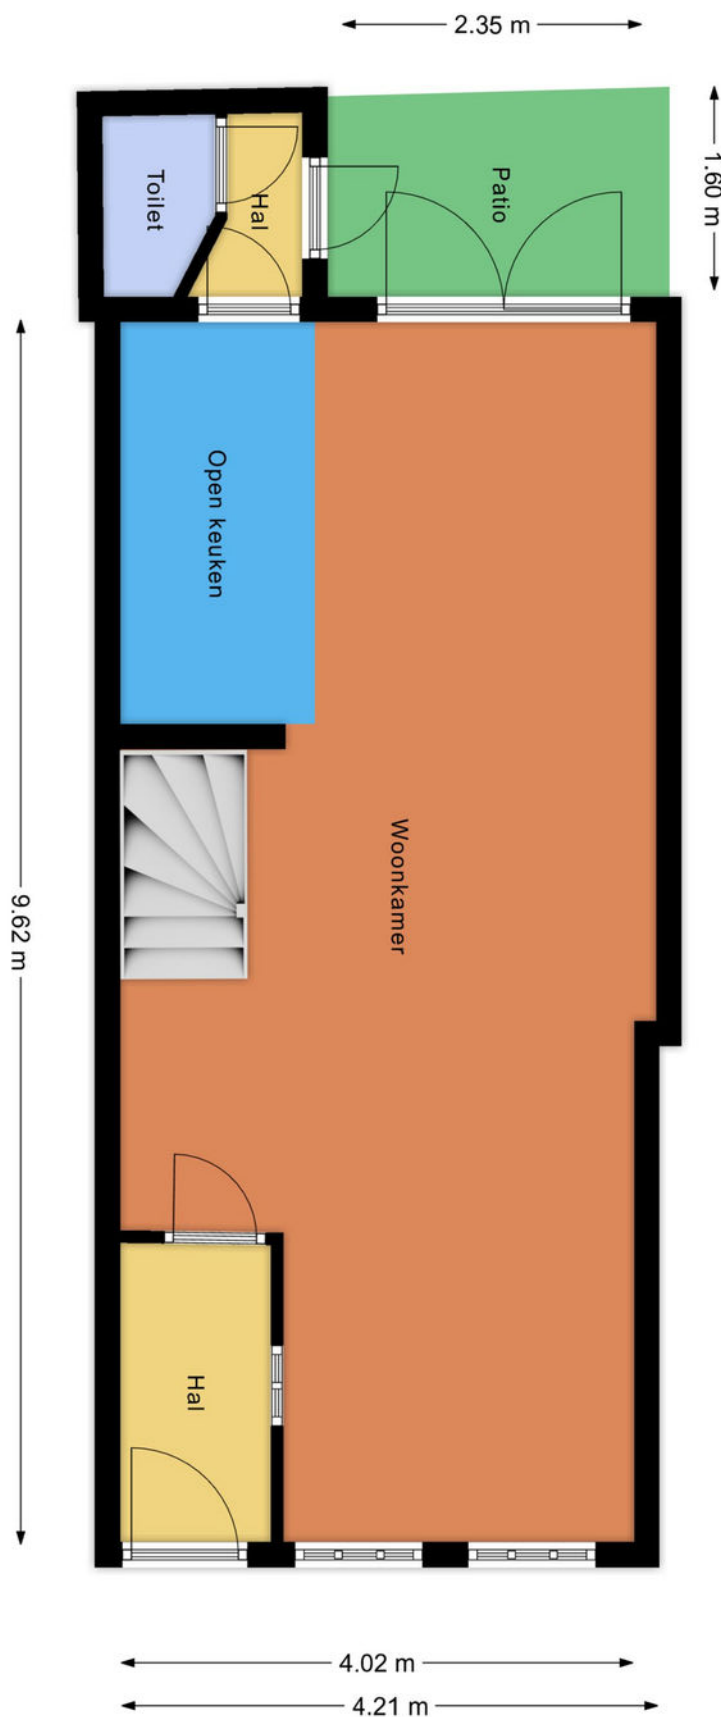 2.35 m
1.60 m
Toilet
Hal
Patio
Open keuken
Woonkamer
9.62 m
Hal
4.02 m
4.21 m